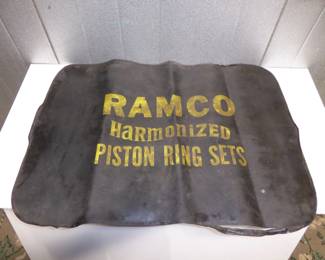 RAMCO
HarmonizeD
PISTON RING SETS